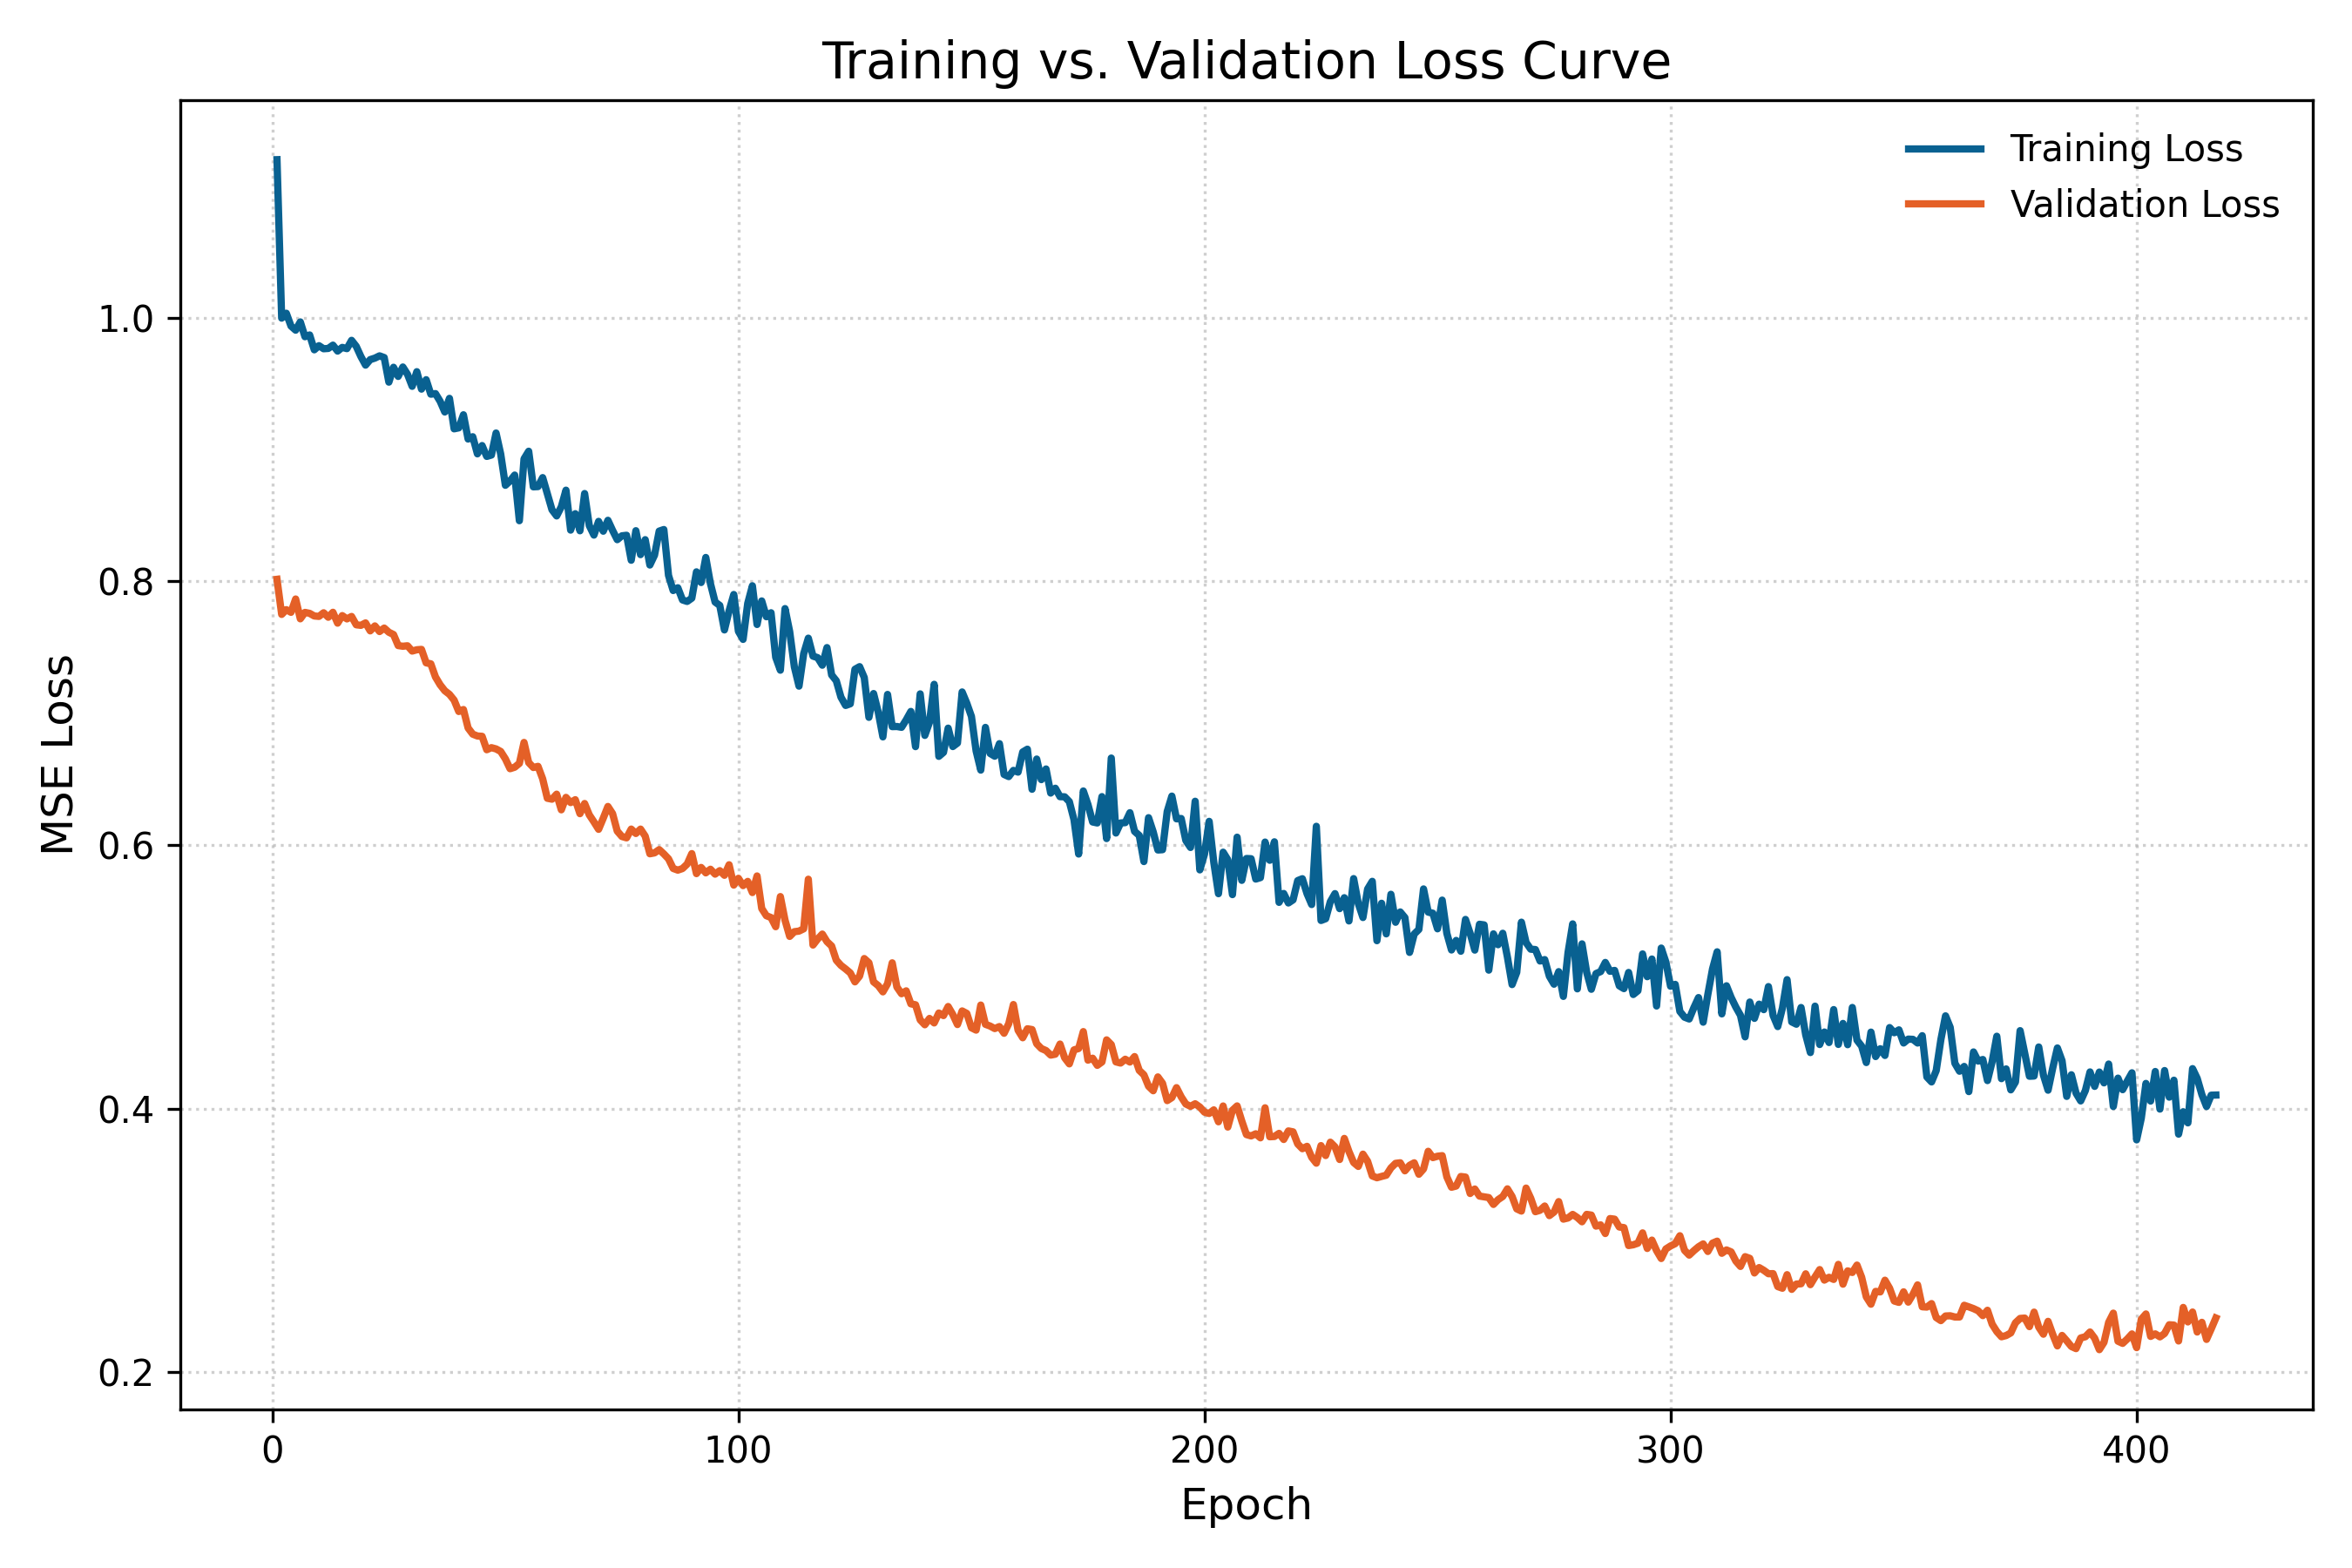 Training vs. Validation Loss Curve
Training Loss
Validation Loss
MSE Loss
1.0
0.8
0.6
0.4
0.2
0
100
200
300
400
Epoch